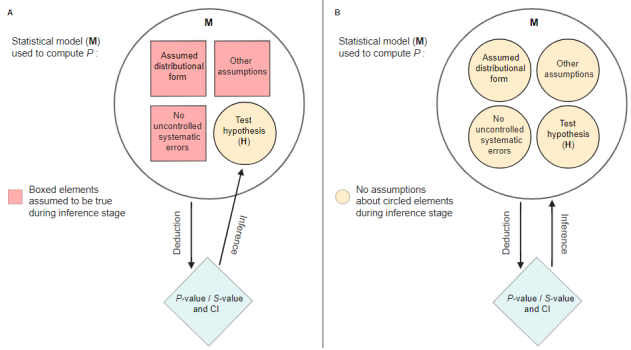 A
M
Statistical model (M)
used to compute P :
Assumed
distributional
form
Other
assumptions
No
uncontrolled
systematic
errors
Test
hypothesis
(H)
Boxed elements
assumed to be true
during inference stage
Deduction
Inference
P-value / S-value
and CI
B
M
Statistical model (M)
used to compute P :
Assumed
distributional
form
Other
assumptions
No
uncontrolled
systematic
errors
Test
hypothesis
(H)
No assumptions
about circled elements
during inference stage
Deduction
Inference
P-value / S-value
and CI